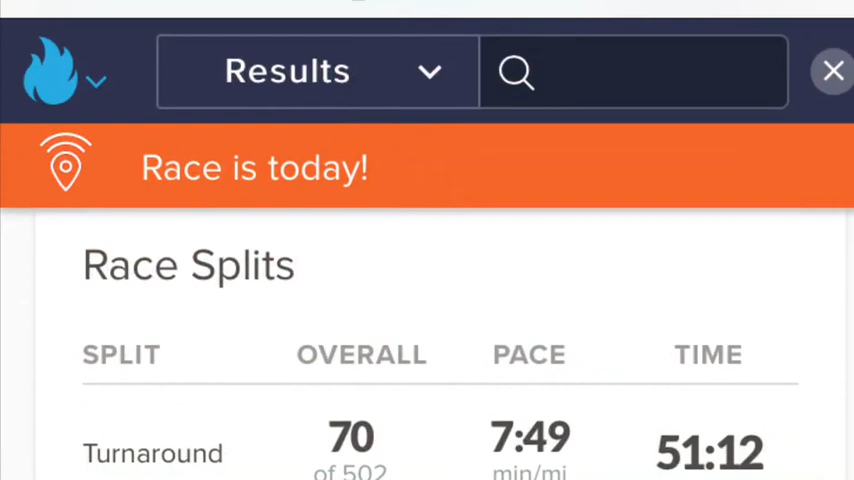 Results
Race is today!
Race Splits
SPLIT OVERALL PACE TIME
Turnaround 70 7:49 51:12
of 502 min/mi